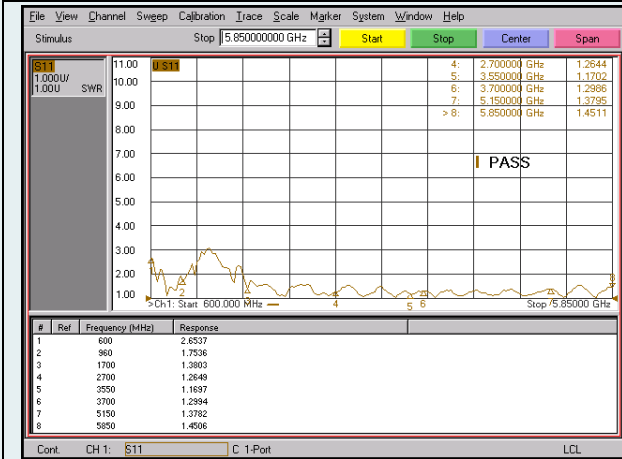 File View Channel Sweep Calibration Trace Scale Marker System Window Help
Stimulus Stop 5.850000000 GHz Start Stop Center Span
S11
1.000U/
1.00U SWR
11.00
10.00
9.00
8.00
7.00
6.00
5.00
4.00
3.00
2.00
1.00
U S11
4: 2.700000 GHz 1.2644
5: 3.550000 GHz 1.1702
6: 3.700000 GHz 1.2986
7: 5.150000 GHz 1.3795
> 8: 5.850000 GHz 1.4511
PASS
2 4 5 6 8
>Ch1: Start 600.000 MHz Stop 5.85000 GHz
# Ref Frequency (MHz) Response
1 600 2.6537
2 960 1.7536
3 1700 1.3803
4 2700 1.2649
5 3550 1.1697
6 3700 1.2994
7 5150 1.3782
8 5850 1.4506
Cont. CH 1: S11 C 1-Port LCL